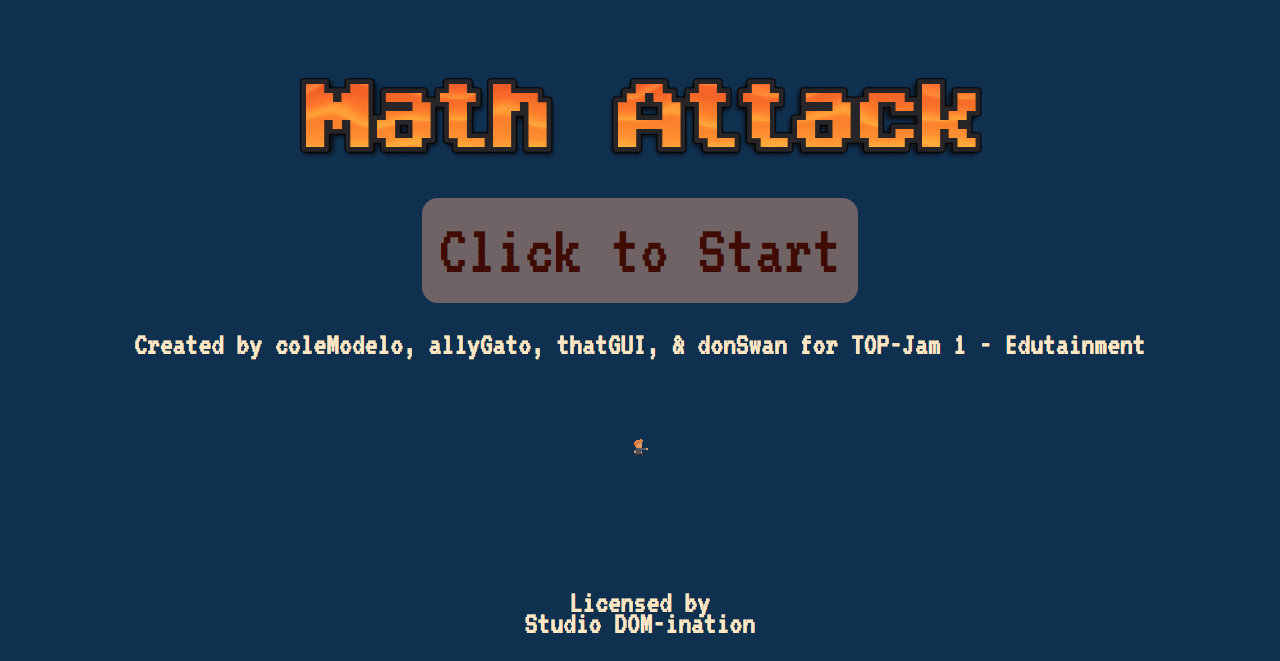 Math Attack
Click to Start
Created by coleModelo, allyGato, thatGUI, & donSwan for TOP-Jam 1 - Edutainment
Licensed by
Studio DOM-ination